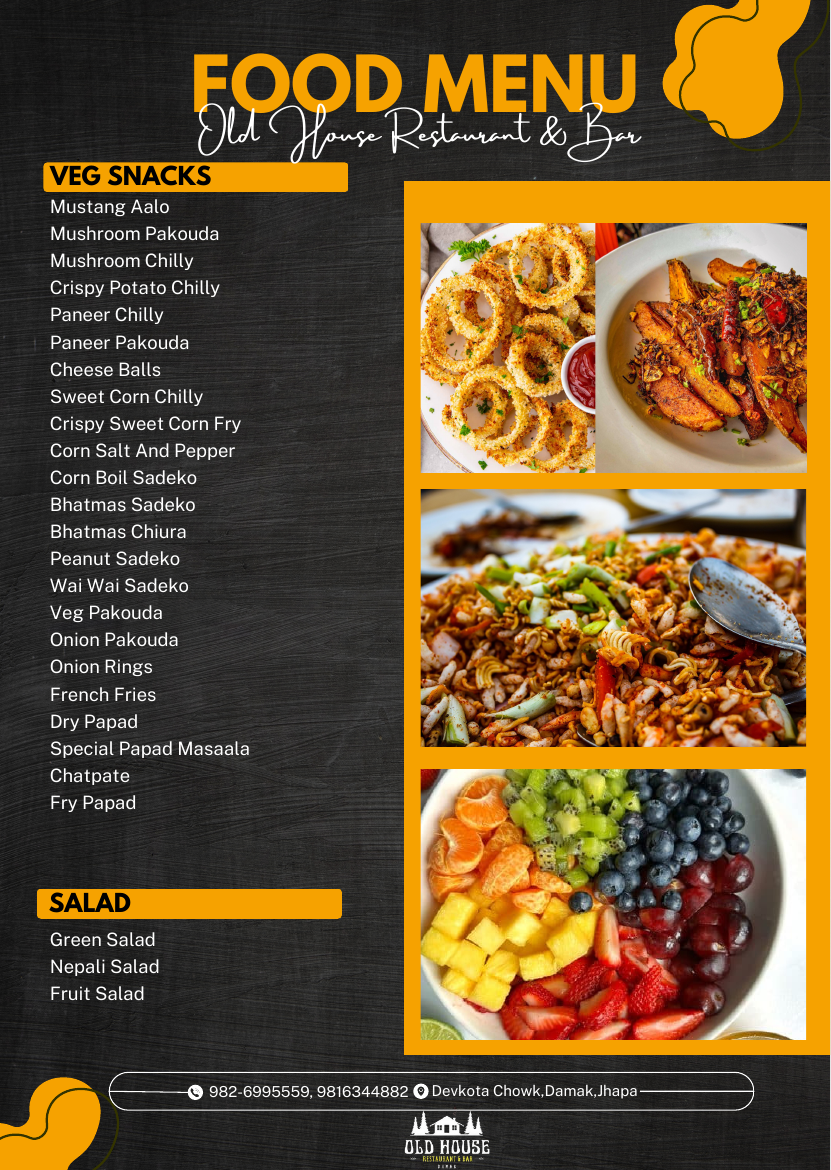 FOOD MENU
Old House Restaurant & Bar
VEG SNACKS
Mustang Aalo
Mushroom Pakouda
Mushroom Chilly
Crispy Potato Chilly
Paneer Chilly
Paneer Pakouda
Cheese Balls
Sweet Corn Chilly
Crispy Sweet Corn Fry
Corn Salt And Pepper
Corn Boil Sadeko
Bhatmas Sadeko
Bhatmas Chiura
Peanut Sadeko
Wai Wai Sadeko
Veg Pakouda
Onion Pakouda
Onion Rings
French Fries
Dry Papad
Special Papad Masaala
Chatpate
Fry Papad
SALAD
Green Salad
Nepali Salad
Fruit Salad
982-6995559, 9816344882 Devkota Chowk,Damak,Jhapa
OLD HOUSE
RESTAURANT & BAR
DAMAK